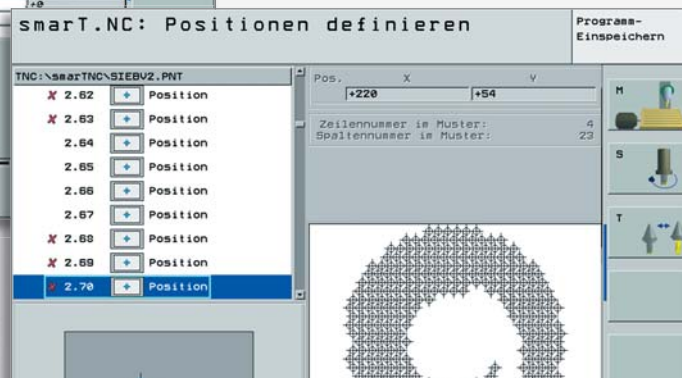 +0
smarT.NC: Positionen definieren
Programm-
Einspeichern
TNC:\smarTNC\SIEBV2.PNT
2.62 Position
2.63 Position
2.64 Position
2.65 Position
2.66 Position
2.67 Position
2.68 Position
2.69 Position
2.70 Position
Pos. X Y
+220 +54
Zeilennummer im Muster: 4
Spaltennummer im Muster: 23
M
S
T